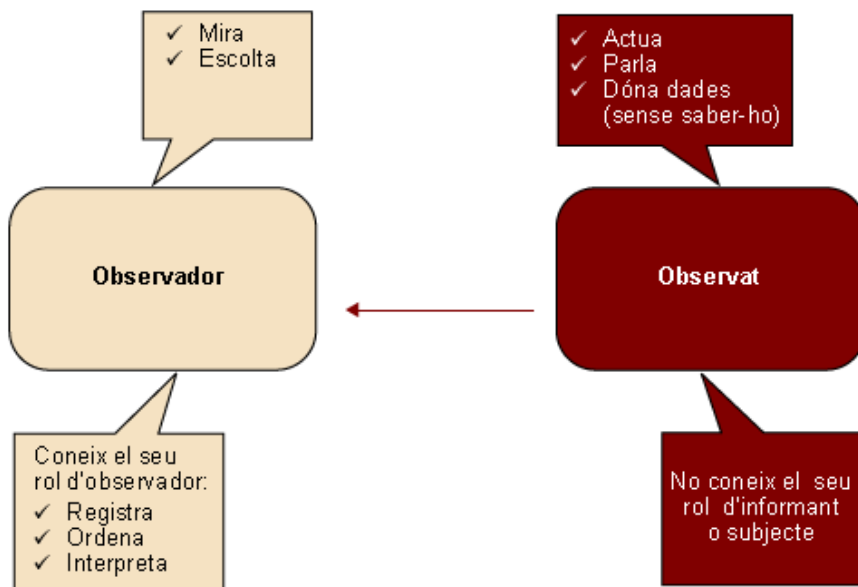 Mira
Escolta
Actua
Parla
Dóna dades
(sense saber-ho)
Observador
Observat
Coneix el seu
rol d'observador:
Registra
Ordena
Interpreta
No coneix el seu
rol d'informant
o subjecte